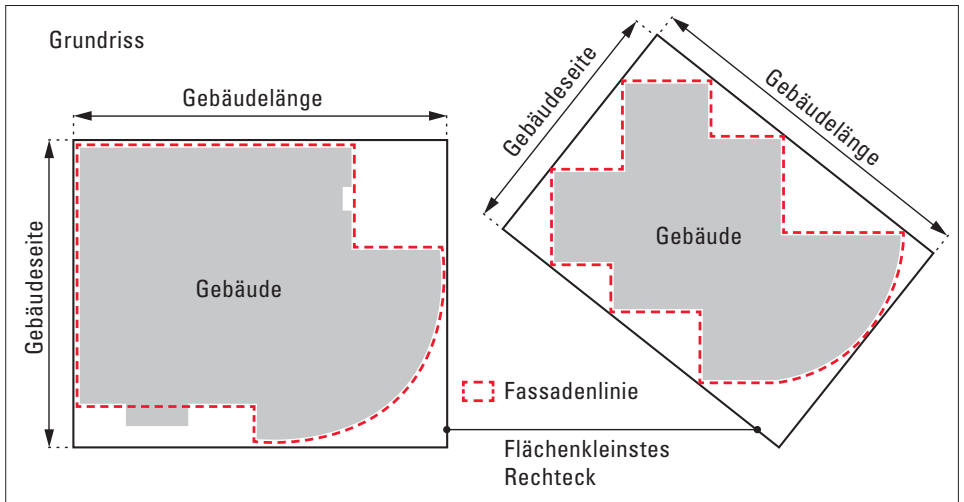 Grundriss
Gebäudelänge
Gebäudeseite
Gebäude
Gebäudeseite
Gebäudelänge
Gebäude
Fassadenlinie
Flächenkleinstes
Rechteck